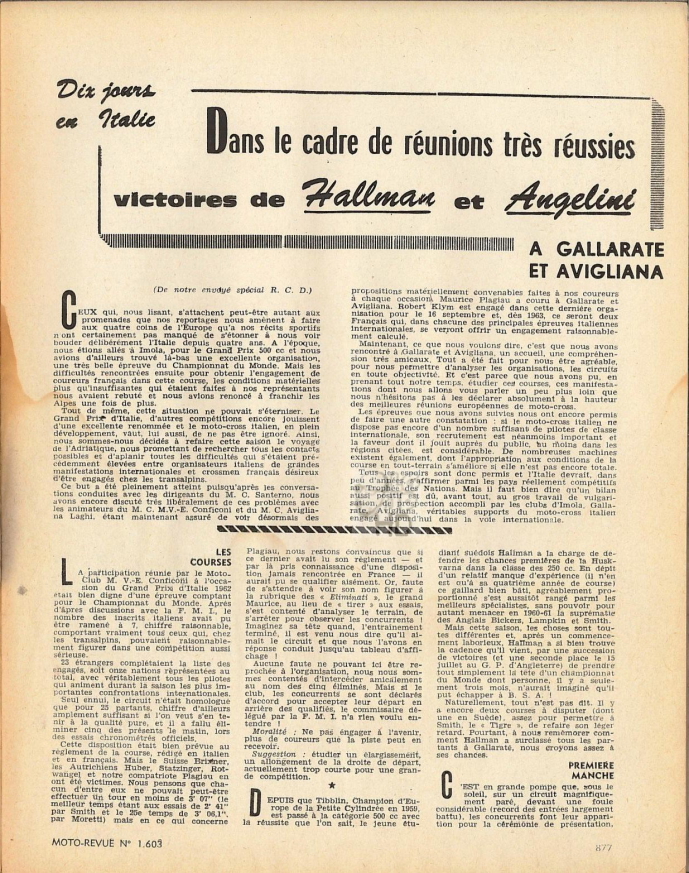 Dix jours
en Italie
Dans le cadre de réunions très réussies
victoires de Hallman et Angelini
A GALLARATE
ET AVIGLIANA
(De notre envoyé spécial R. C. D.)
CEUX qui, nous lisant, s'attachent peut-être autant aux
promenades que nos reportages nous amènent à faire
aux quatre coins de l'Europe qu'à nos récits sportifs
n'ont certainement pas manqué de s'étonner à nous voir
bouder délibérément l'Italie depuis quatre ans. A l'époque,
nous étions allés à Imola, pour le Grand Prix 500 cc et nous
avions d'ailleurs trouvé là-bas une excellente organisation,
une très belle épreuve du Championnat du Monde. Mais les
difficultés rencontrées ensuite pour obtenir l'engagement de
coureurs français dans cette course, les conditions matérielles
plus qu'insuffisantes qui étaient faites à nos représentants
nous avaient rebuté et nous avions renoncé à franchir les
Alpes une fois de plus.
Tout de même, cette situation ne pouvait s'éterniser. Le
Grand Prix d'Italie, d'autres compétitions encore jouissent
d'une excellente renommée et le moto-cross italien, en plein
développement, vaut, lui aussi, de ne pas être ignoré. Ainsi,
nous sommes-nous décidés à refaire cette saison le voyage
de l'Adriatique, nous promettant de rechercher tous les contacts
possibles et d'aplanir toutes les difficultés qui s'étaient pré-
cédemment élevées entre organisateurs italiens de grandes
manifestations internationales et crossmen français désireux
d'être engagés chez les transalpins.
Ce but a été pleinement atteint puisqu'après les conversa-
tions conduites avec les dirigeants du M. C. Santerno, nous
avons encore discuté très libéralement de ces problèmes avec
les animateurs du M. C. M.V.-E. Conficoni et du M. C. Aviglia-
na Laghi, étant maintenant assuré de voir désormais des
propositions matériellement convenables faites à nos coureurs
à chaque occasion. Maurice Plagiau a couru à Gallarate et
Avigliana. Robert Klym est engagé dans cette dernière orga-
nisation pour le 16 septembre et, dès 1963, ce seront deux
Français qui, dans chacune des principales épreuves italiennes
internationales, se verront offrir un engagement raisonnable-
ment calculé.
Maintenant, ce que nous voulons dire, c'est que nous avons
rencontré à Gallarate et Avigliana, un accueil, une compréhen-
sion très amicaux. Tout a été fait pour nous être agréable,
pour nous permettre d'analyser les organisations, les circuits
en toute objectivité. Et c'est parce que nous avons pu, en
prenant tout notre temps, étudier ces courses, ces manifesta-
tions dont nous allons vous parler un peu plus loin que
nous n'hésitons pas à les déclarer absolument à la hauteur
des meilleures réunions européennes de moto-cross.
Les épreuves que nous avons suivies nous ont encore permis
de faire une autre constatation : si le moto-cross italien ne
dispose pas encore d'un nombre suffisant de pilotes de classe
internationale, son recrutement est néanmoins important et
la faveur dont il jouit auprès du public, au moins dans les
régions citées, est considérable. De nombreuses machines
existent également, dont l'appropriation aux conditions de la
course en tout-terrain s'améliore si elle n'est pas encore totale.
Tous les espoirs sont donc permis et l'Italie devrait, dans
peu d'années, s'affirmer parmi les pays réellement compétitifs
au Trophée des Nations. Mais il faut bien dire qu'un bilan
dû, avant tout, au gros travail de vulgari-
sation, de production accompli par les clubs d'Imola, Galla-
rate, Avigliana, véritables supports du moto-cross italien
engagé aujourd'hui dans la voie internationale.
LES
COURSES
LA participation réunie par le Moto-
Club M. V.-E. Conficoni à l'occa-
sion du Grand Prix d'Italie 1962
était bien digne d'une épreuve comptant
pour le Championnat du Monde. Après
d'âpres discussions avec la F. M. I., le
nombre des inscrits italiens avait pu
être ramené à 7, chiffre raisonnable,
comportant vraiment tous ceux qui, chez
les transalpins, pouvaient raisonnable-
ment figurer dans une compétition aussi
sérieuse.
23 étrangers complétaient la liste des
engagés, soit onze nations représentées au
total, avec véritablement tous les pilotes
qui animent durant la saison les plus im-
portantes confrontations internationales.
Seul ennui, le circuit n'était homologué
que pour 25 partants, chiffre d'ailleurs
amplement suffisant si l'on veut s'en te-
nir à la qualité pure, et il a fallu éli-
miner cinq des présents le matin, lors
des essais chronométrés officiels.
Cette disposition était bien prévue au
règlement de la course, rédigé en italien
et en français. Mais le Suisse Brixner,
les Autrichiens Huber, Statzinger, Rot-
wangel et notre compatriote Plagiau en
ont été victimes. Nous pensons que cha-
cun d'entre eux ne pouvait peut-être
effectuer un tour en moins de 3' 07" (le
meilleur temps étant aux essais de 2' 41"
par Smith et le 25e temps de 3' 06,1",
par Moretti) mais en ce qui concerne
Plagiau, nous restons convaincus que si
ce dernier avait lu son règlement — et
par là pris connaissance d'une disposi-
tion jamais rencontrée en France — il
aurait pu se qualifier aisément. Or, faute
de s'attendre à voir son nom figurer à
la rubrique des « Eliminati », le grand
Maurice, au lieu de « tirer » aux essais,
s'est contenté d'analyser le terrain, de
s'arrêter pour observer les concurrents !
Imaginez sa tête quand, l'entraînement
terminé, il est venu nous dire qu'il ai-
mait le circuit et que nous l'avons en
réponse conduit jusqu'au tableau d'affi-
chage !
Aucune faute ne pouvant ici être re-
prochée à l'organisation, nous nous som-
mes contentés d'intercéder amicalement
au nom des cinq éliminés. Mais si le
club, les concurrents se sont déclarés
d'accord pour accepter leur départ en
arrière des qualifiés, le commissaire dé-
légué par la F. M. I. n'a rien voulu en-
tendre !
Moralité : Ne pas engager à l'avenir,
plus de coureurs que la piste peut en
recevoir.
Suggestion : étudier un élargissement,
un allongement de la droite de départ,
actuellement trop courte pour une gran-
de compétition.
★
DEPUIS que Tibblin, Champion d'Eu-
rope de la Petite Cylindrée en 1959,
est passé à la catégorie 500 cc avec
la réussite que l'on sait, le jeune étu-
diant suédois Hallman a la charge de dé-
fendre les chances premières de la Husk-
varna dans la classe des 250 cc. En dépit
d'un relatif manque d'expérience (il n'en
est qu'à sa quatrième année de course)
ce gaillard bien bâti, agréablement pro-
portionné s'est aussitôt rangé parmi les
meilleurs spécialistes, sans pouvoir pour
autant menacer en 1960-61 la suprématie
des Anglais Bickers, Lampkin et Smith.
Mais cette saison, les choses sont tou-
tes différentes et, après un commence-
ment laborieux, Hallman a si bien trouvé
la cadence qu'il vient, par une succession
de victoires (et une seconde place le 15
juillet au G. P. d'Angleterre) de prendre
tout simplement la tête d'un championnat
du Monde dont personne, il y a seule-
ment trois mois, n'aurait imaginé qu'il
put échapper à B. S. A. !
Naturellement, tout n'est pas dit. Il y
a encore deux courses à disputer (dont
une en Suède), assez pour permettre à
Smith, le « Tigre », de refaire son léger
retard. Pourtant, à nous remémorer com-
ment Hallman a surclassé tous les par-
tants à Gallarate, nous croyons assez à
ses chances.
PREMIERE
MANCHE
C'EST en grande pompe que, sous le
soleil, sur un circuit magnifique-
ment paré, devant une foule
considérable (record des entrées largement
battu), les concurrents font leur appari-
tion pour la cérémonie de présentation.
MOTO-REVUE N° 1.603
877